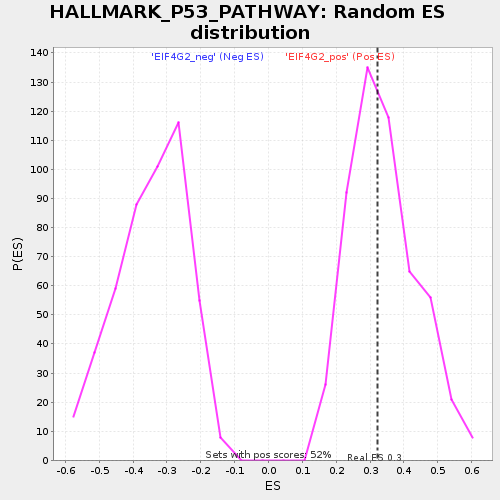 HALLMARK_P53_PATHWAY: Random ES
distribution
'EIF4G2_neg' (Neg ES)
'EIF4G2_pos' (Pos ES)
140
130
120
110
100
90
80
70
60
50
40
30
20
10
0
P(ES)
Sets with pos scores: 52%
Real ES 0.3
-0.6 -0.5 -0.4 -0.3 -0.2 -0.1 0.0 0.1 0.2 0.3 0.4 0.5 0.6
ES